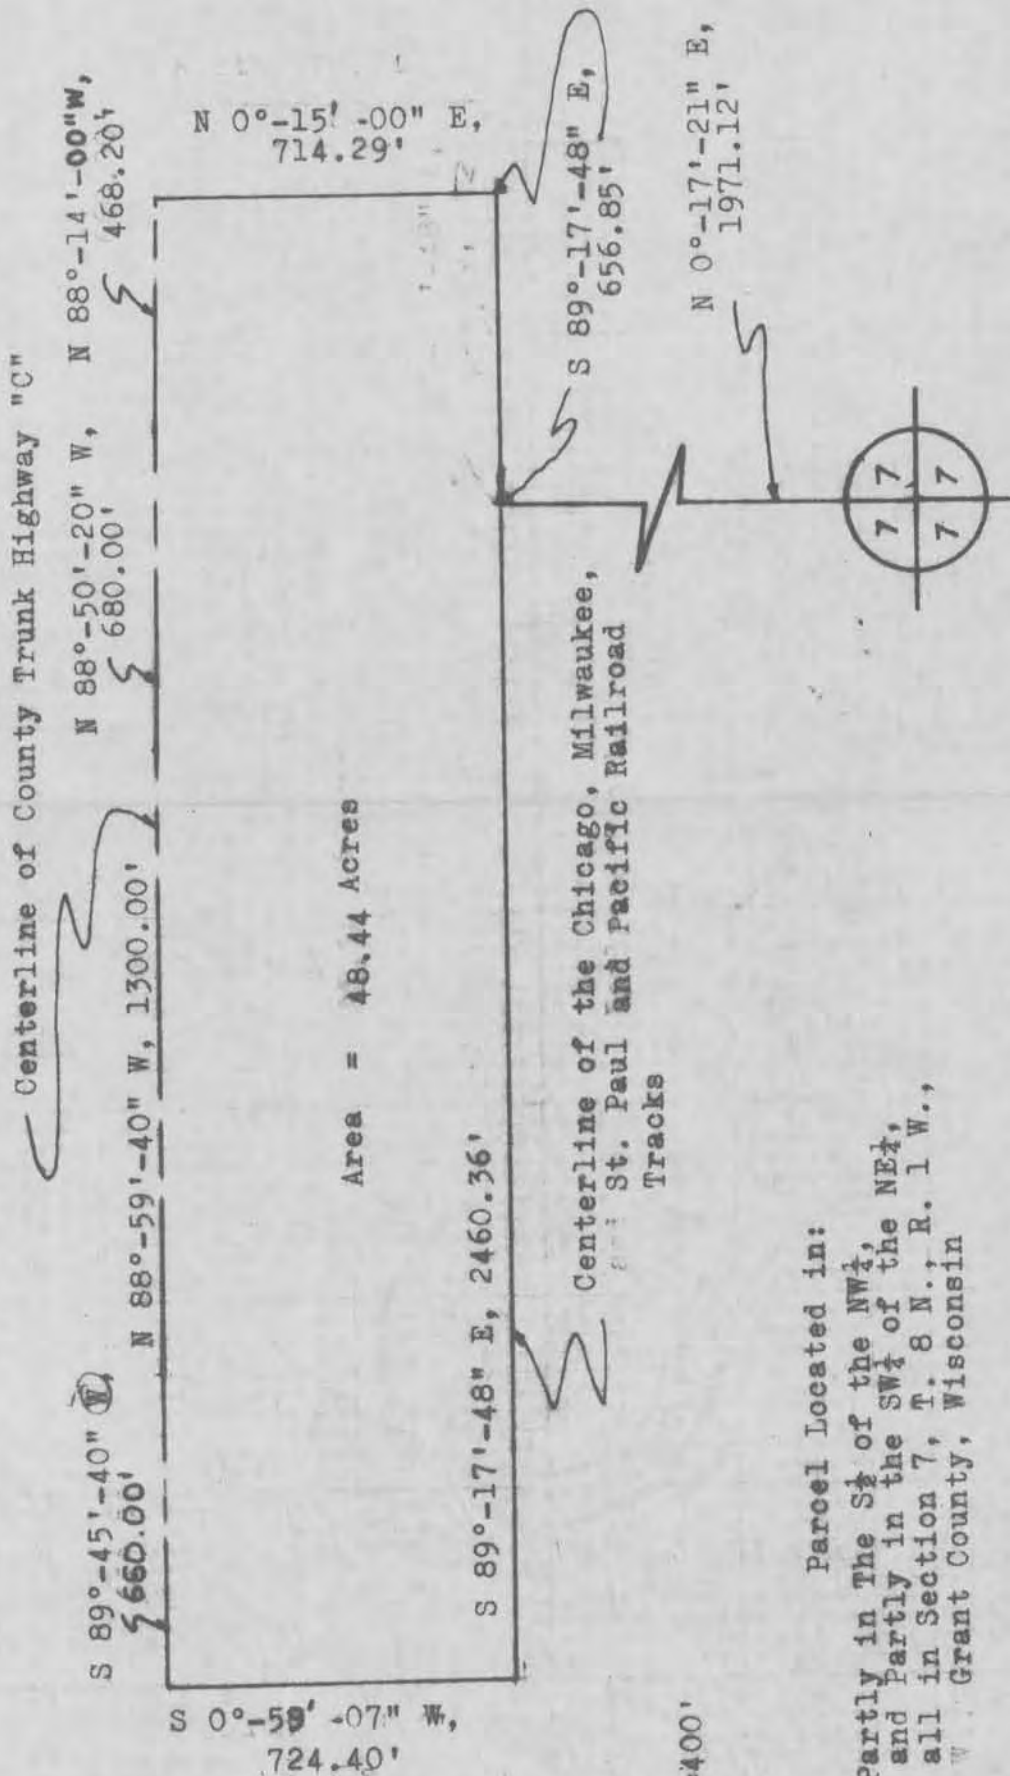 Centerline of County Trunk Highway "C"
S 89°-45'-40" W,
660.00'
N 88°-59'-40" W, 1300.00'
N 88°-50'-20" W,
680.00'
N 88°-14'-00"W,
468.20'
N 0°-15'-00" E,
714.29'
Area = 48.44 Acres
S 0° -07" W,
724.40'
S 89°-17'-48" E, 2460.36'
S 89°-17'-48" E,
656.85'
Centerline of the Chicago, Milwaukee,
St. Paul and Pacific Railroad
Tracks
N 0°-17'-21" E,
1971.12'
7 7
7 7
400'
Parcel Located in:
Partly in The S½ of the NW¼,
and Partly in the SW¼ of the NE¼,
all in Section 7, T. 8 N., R. 1 W.,
Grant County, Wisconsin